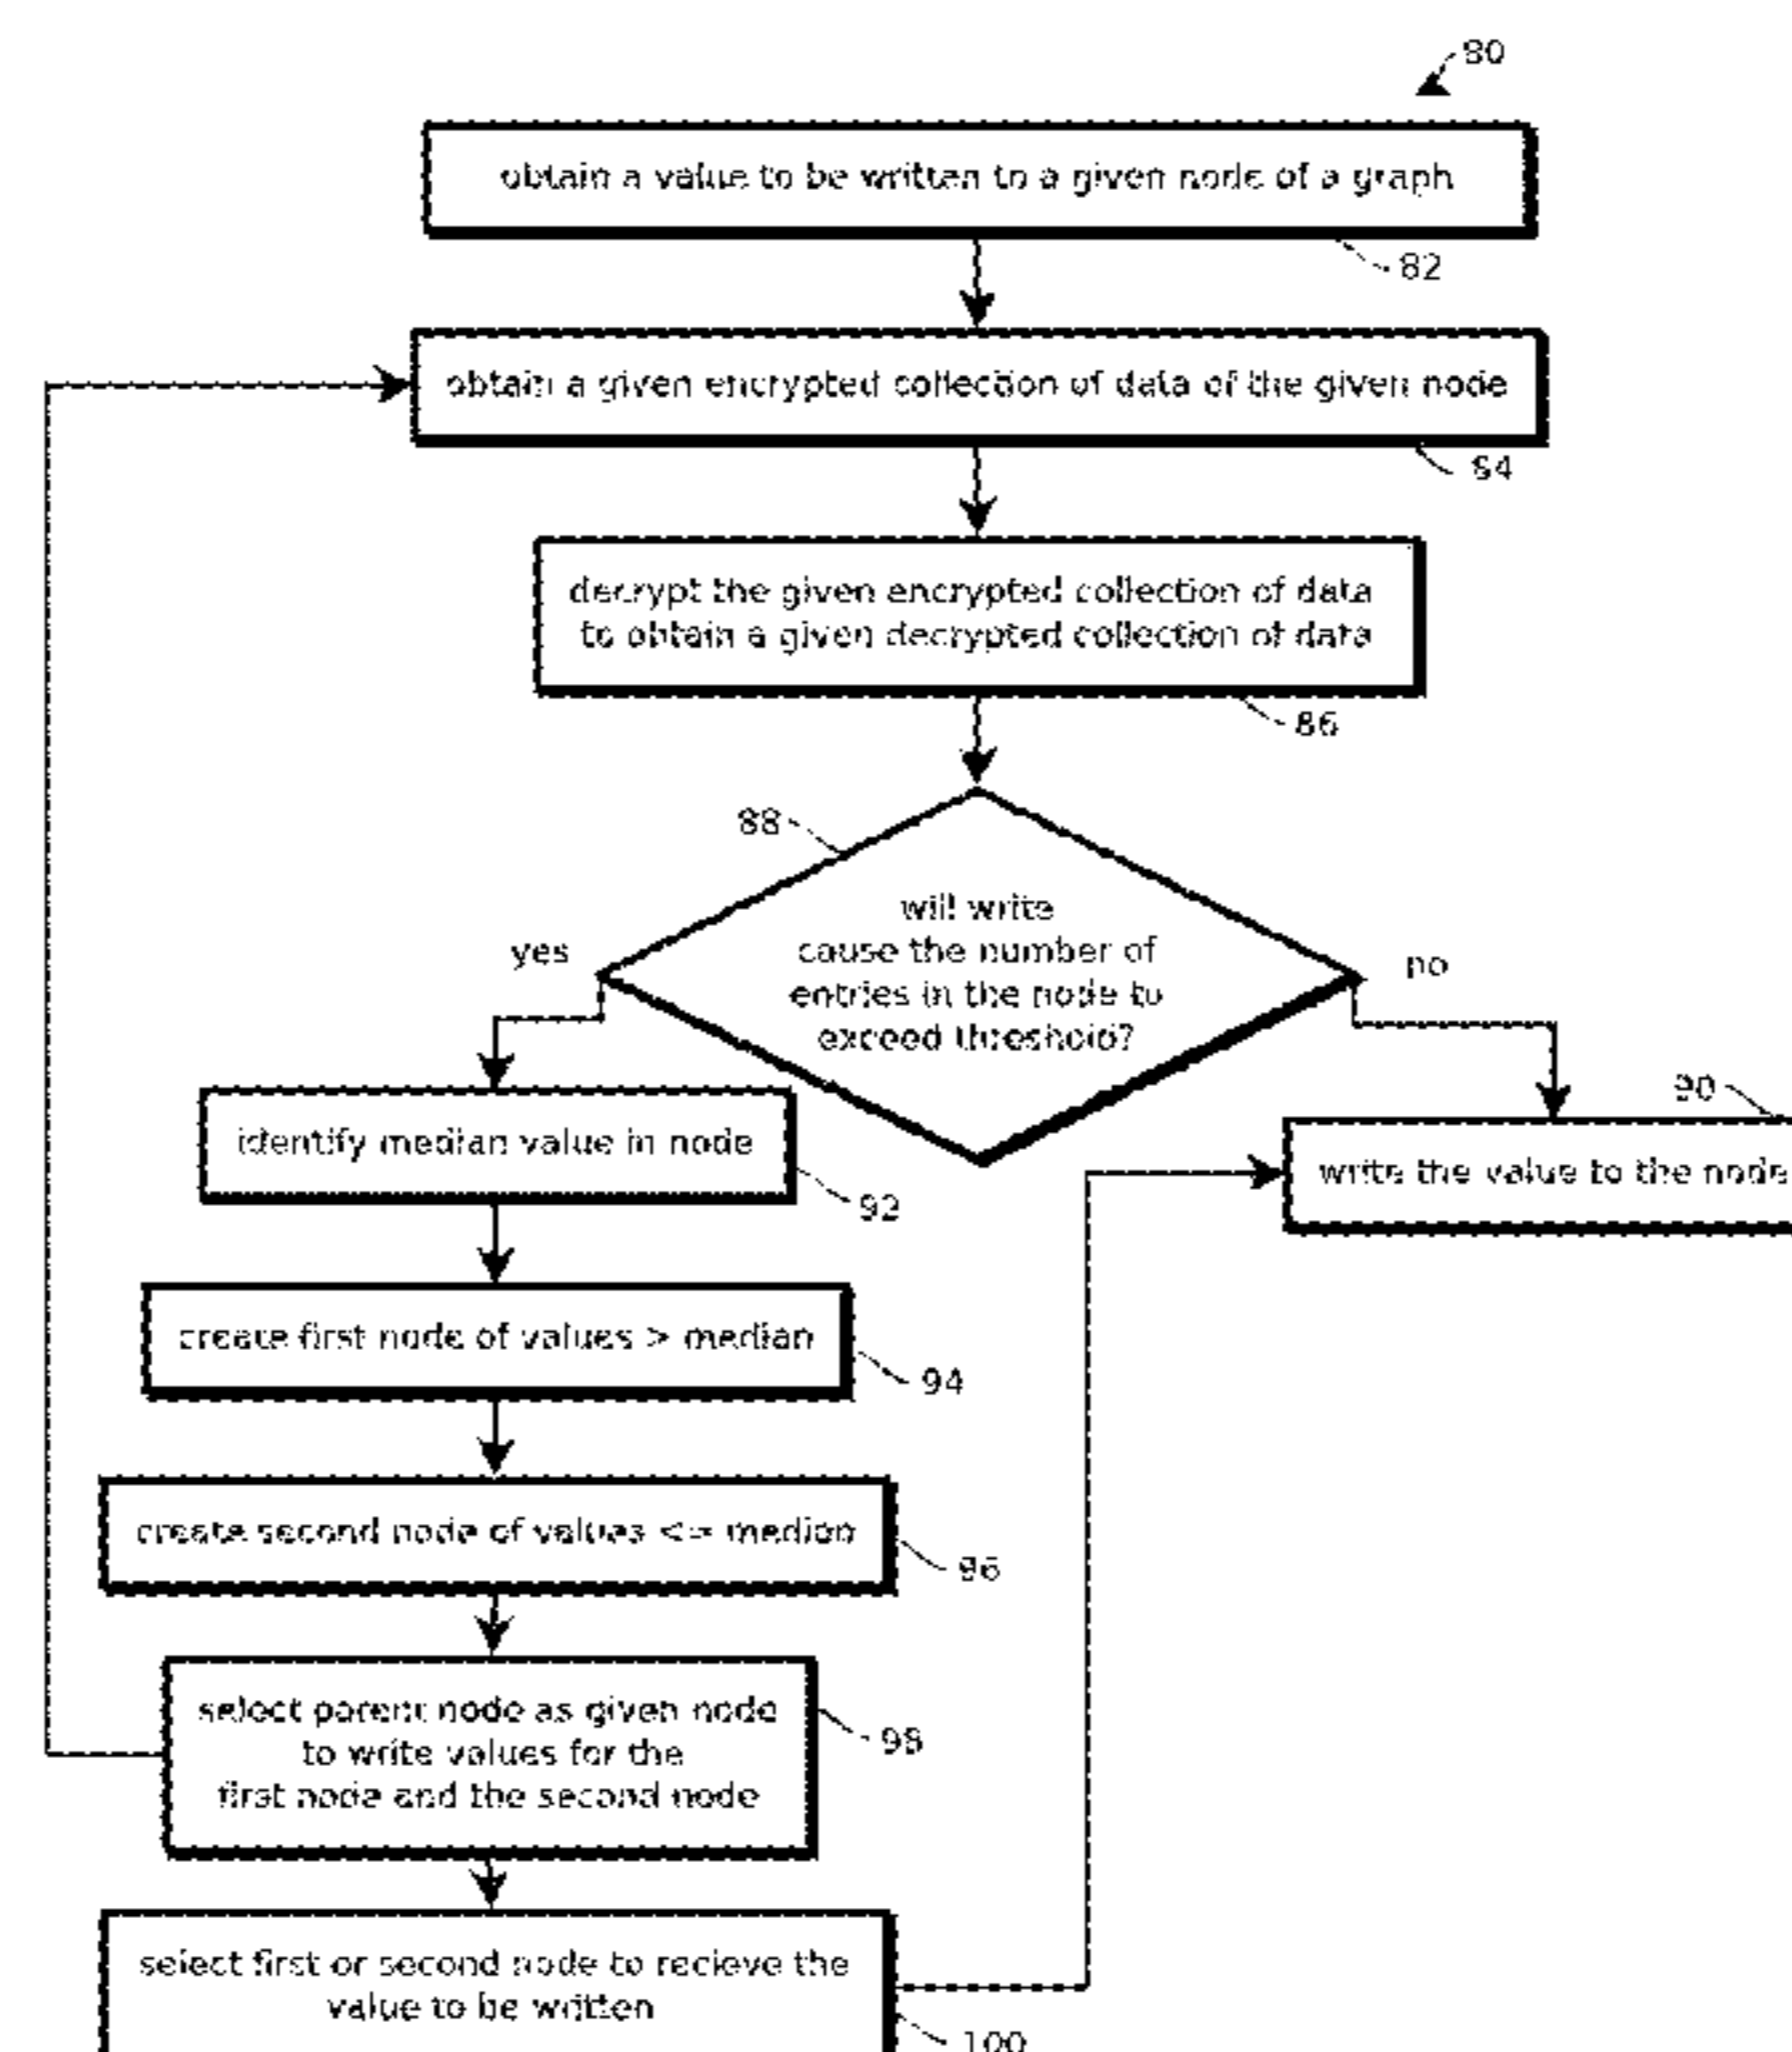 80
obtain a value to be written to a given node of a graph
82
obtain a given encrypted collection of data of the given node
84
decrypt the given encrypted collection of data
to obtain a given decrypted collection of data
86
88
will write
cause the number of
entries in the node to
exceed threshold?
yes
no
90
write the value to the node
identify median value in node
92
create first node of values > median
94
create second node of values <= median
96
select parent node as given node
to write values for the
first node and the second node
98
select first or second node to recieve the
value to be written
100